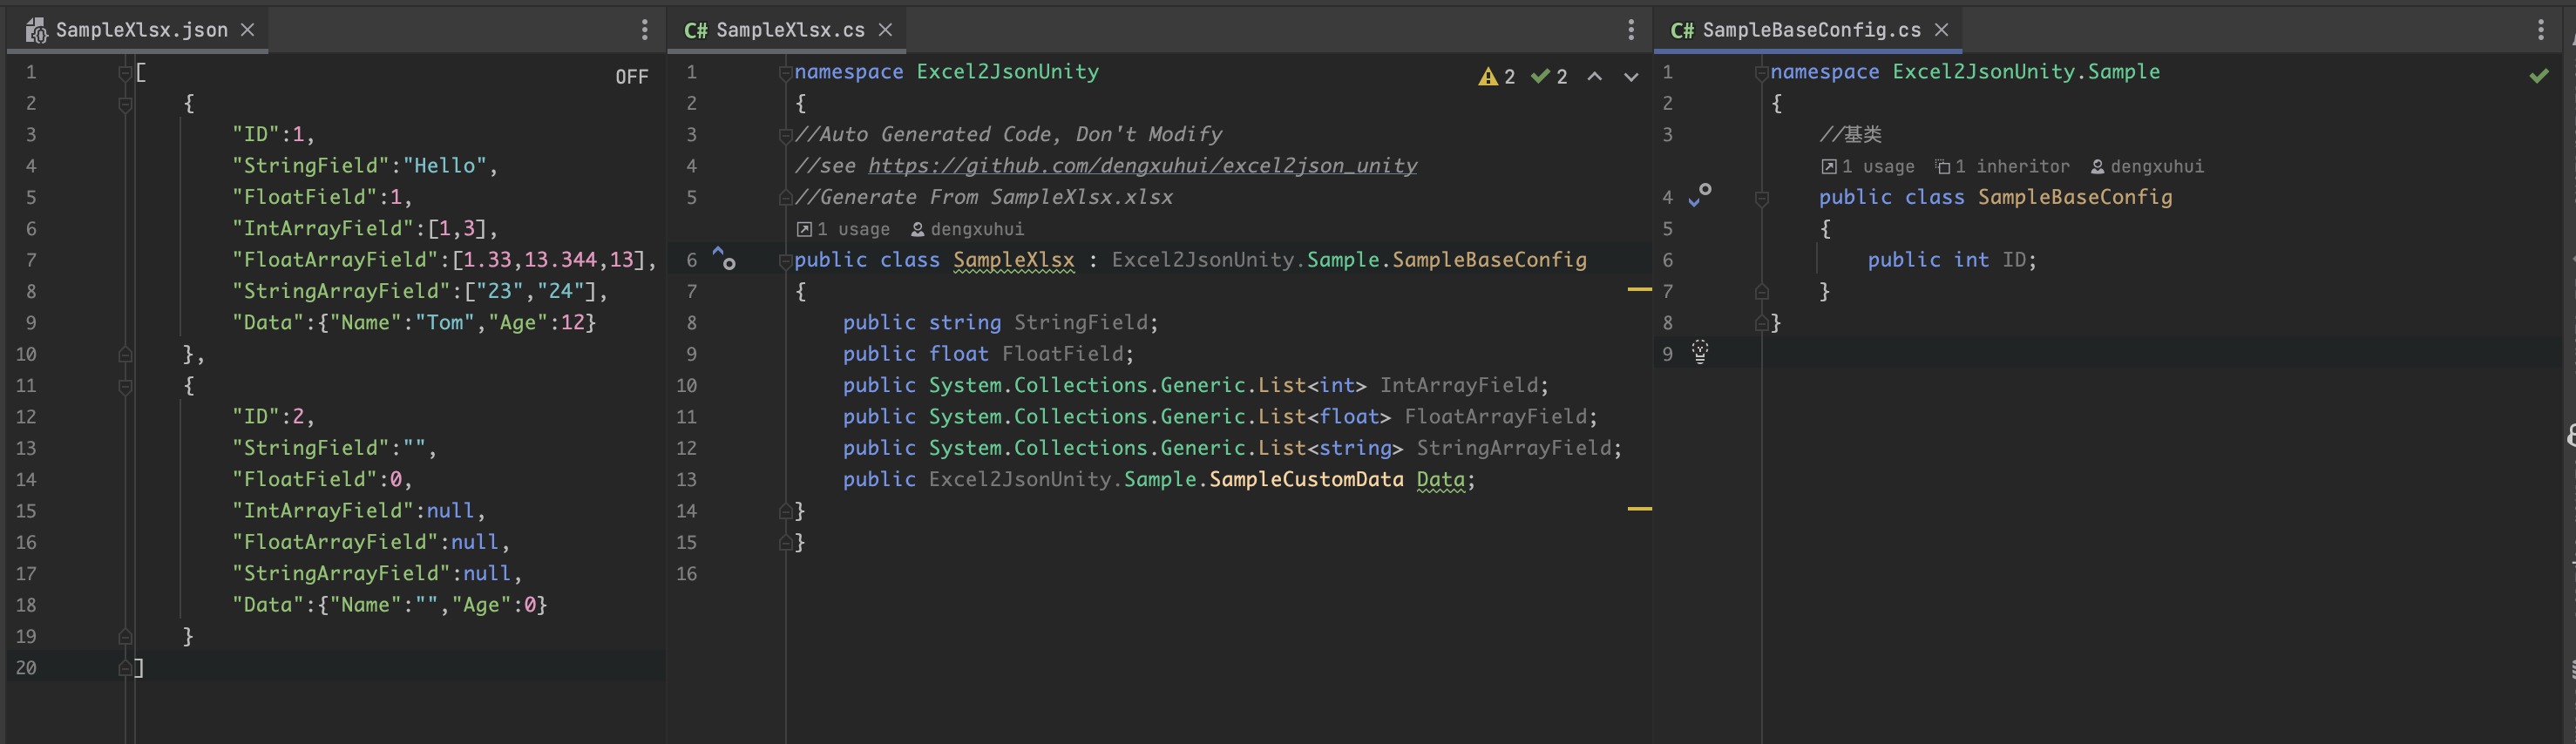 SampleXlsx.json
OFF
1 [
2 {
3 "ID":1,
4 "StringField":"Hello",
5 "FloatField":1,
6 "IntArrayField":[1,3],
7 "FloatArrayField":[1.33,13.344,13],
8 "StringArrayField":["23","24"],
9 "Data":{"Name":"Tom","Age":12}
10 },
11 {
12 "ID":2,
13 "StringField":"",
14 "FloatField":0,
15 "IntArrayField":null,
16 "FloatArrayField":null,
17 "StringArrayField":null,
18 "Data":{"Name":"","Age":0}
19 }
20 ]
C# SampleXlsx.cs
2 2
1 namespace Excel2JsonUnity
2 {
3 //Auto Generated Code, Don't Modify
4 //see https://github.com/dengxuhui/excel2json_unity
5 //Generate From SampleXlsx.xlsx
1 usage dengxuhui
6 public class SampleXlsx : Excel2JsonUnity.Sample.SampleBaseConfig
7 {
8 public string StringField;
9 public float FloatField;
10 public System.Collections.Generic.List<int> IntArrayField;
11 public System.Collections.Generic.List<float> FloatArrayField;
12 public System.Collections.Generic.List<string> StringArrayField;
13 public Excel2JsonUnity.Sample.SampleCustomData Data;
14 }
15 }
16
C# SampleBaseConfig.cs
1 namespace Excel2JsonUnity.Sample
2 {
3 //基类
1 usage 1 inheritor dengxuhui
4 public class SampleBaseConfig
5 {
6 public int ID;
7 }
8 }
9